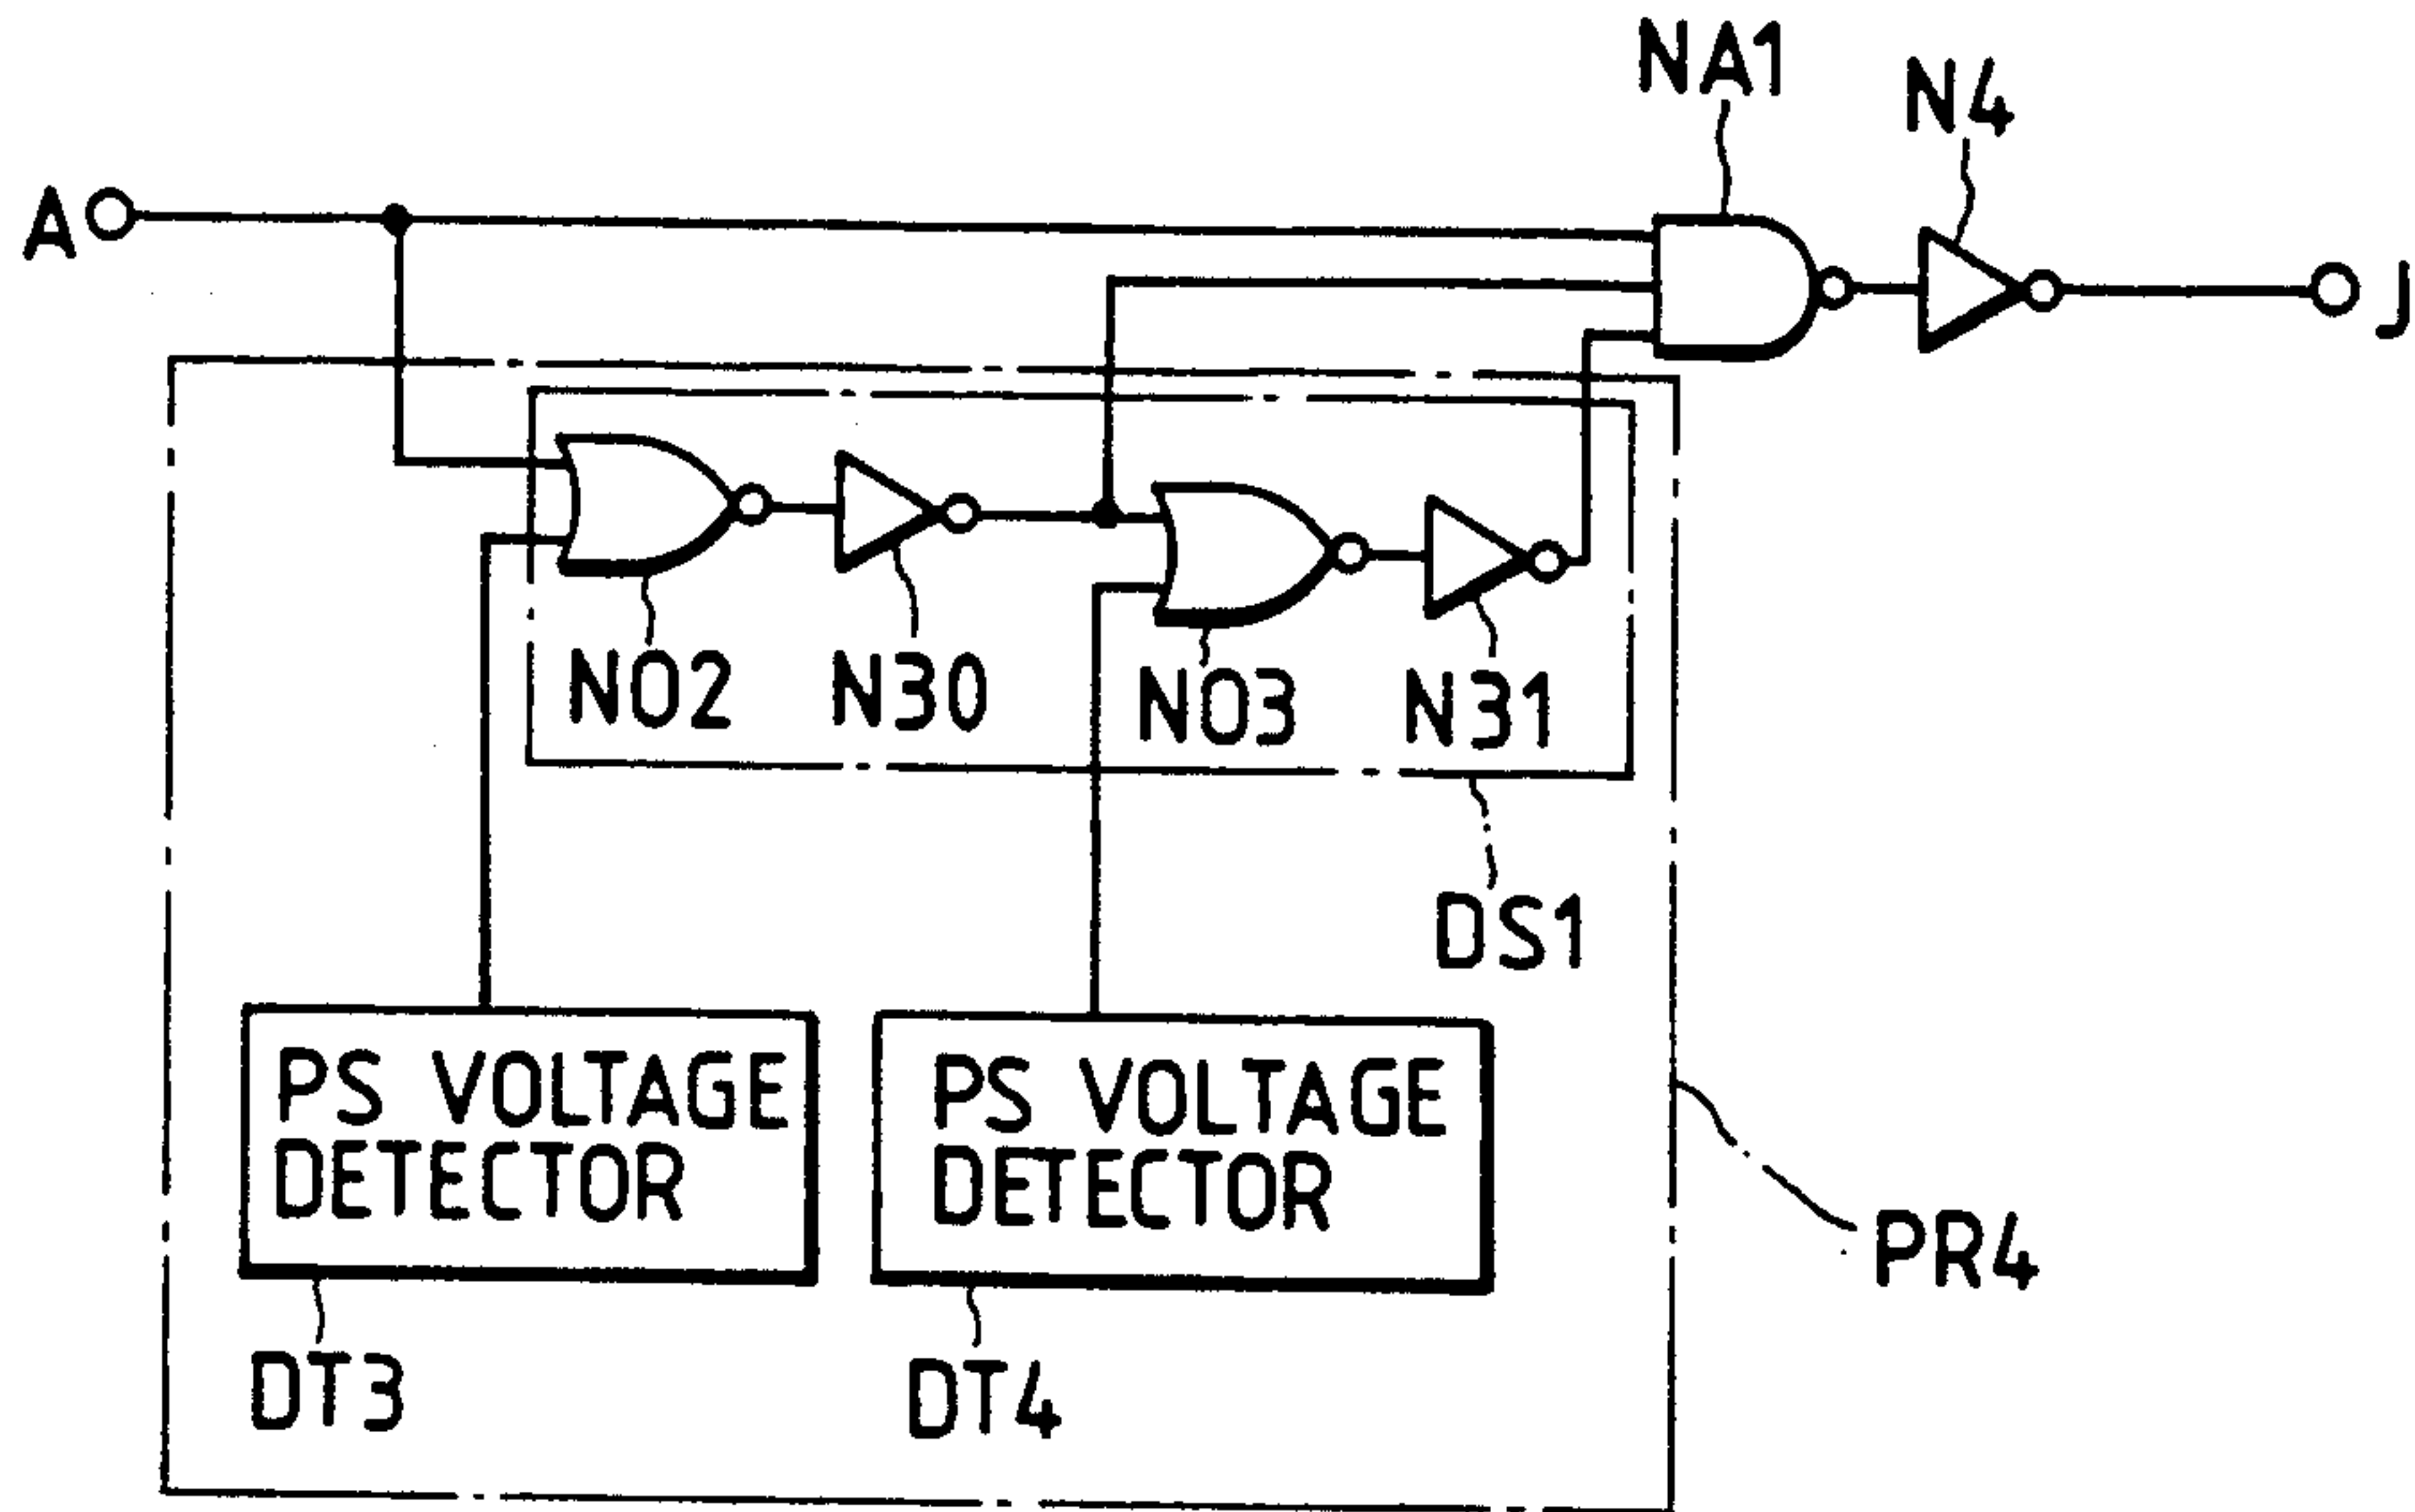 NA1
N4
A
J
NO2
N30
NO3
N31
DS1
PS VOLTAGE
DETECTOR
PS VOLTAGE
DETECTOR
PR4
DT3
DT4